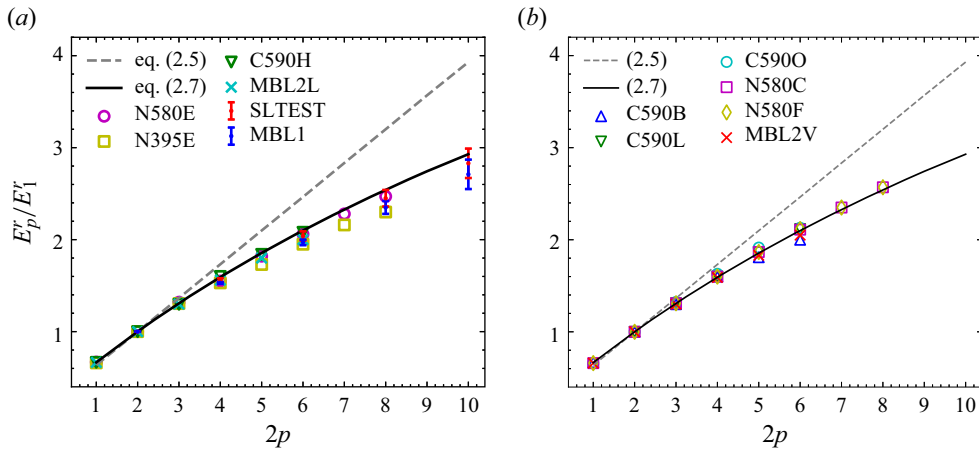 (a)
4
3
2
1
E^r_p/E^r_1
eq. (2.5)
eq. (2.7)
N580E
N395E
C590H
MBL2L
SLTEST
MBL1
1 2 3 4 5 6 7 8 9 10
2p
(b)
4
3
2
1
(2.5)
(2.7)
C590B
C590L
C590O
N580C
N580F
MBL2V
1 2 3 4 5 6 7 8 9 10
2p